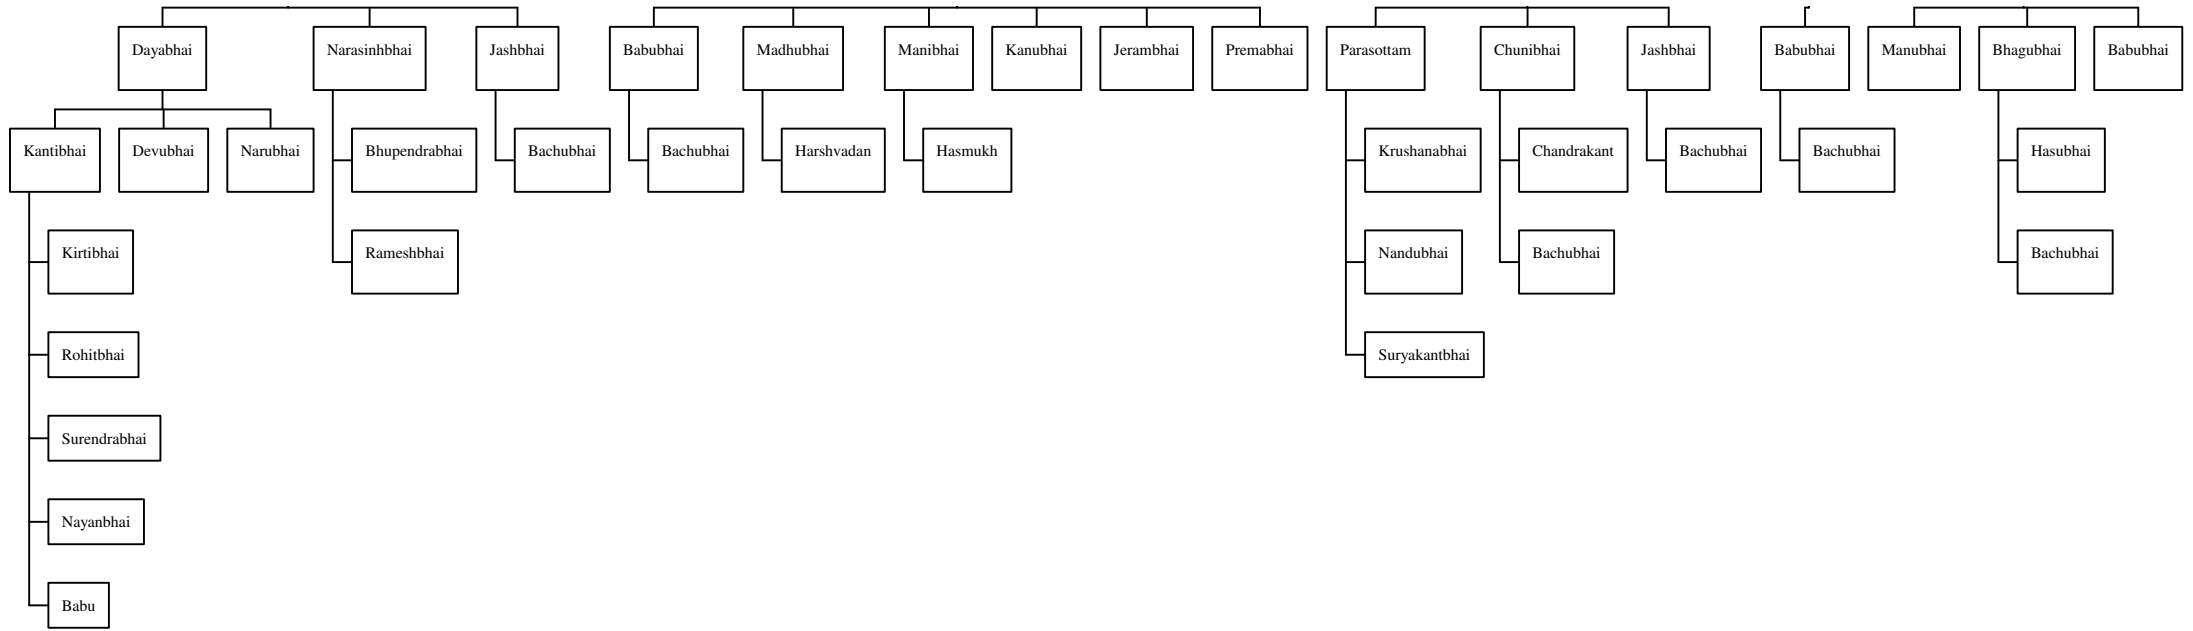 Dayabhai
Narasinhbhai
Jashbhai
Babubhai
Madhubhai
Manibhai
Kanubhai
Jerambhai
Premabhai
Parasottam
Chunibhai
Jashbhai
Babubhai
Manubhai
Bhagubhai
Babubhai
Kantibhai
Devubhai
Narubhai
Bhupendrabhai
Bachubhai
Bachubhai
Harshvadan
Hasmukh
Krushanabhai
Chandrakant
Bachubhai
Bachubhai
Hasubhai
Kirtibhai
Rameshbhai
Nandubhai
Bachubhai
Bachubhai
Rohitbhai
Suryakantbhai
Surendrabhai
Nayanbhai
Babu